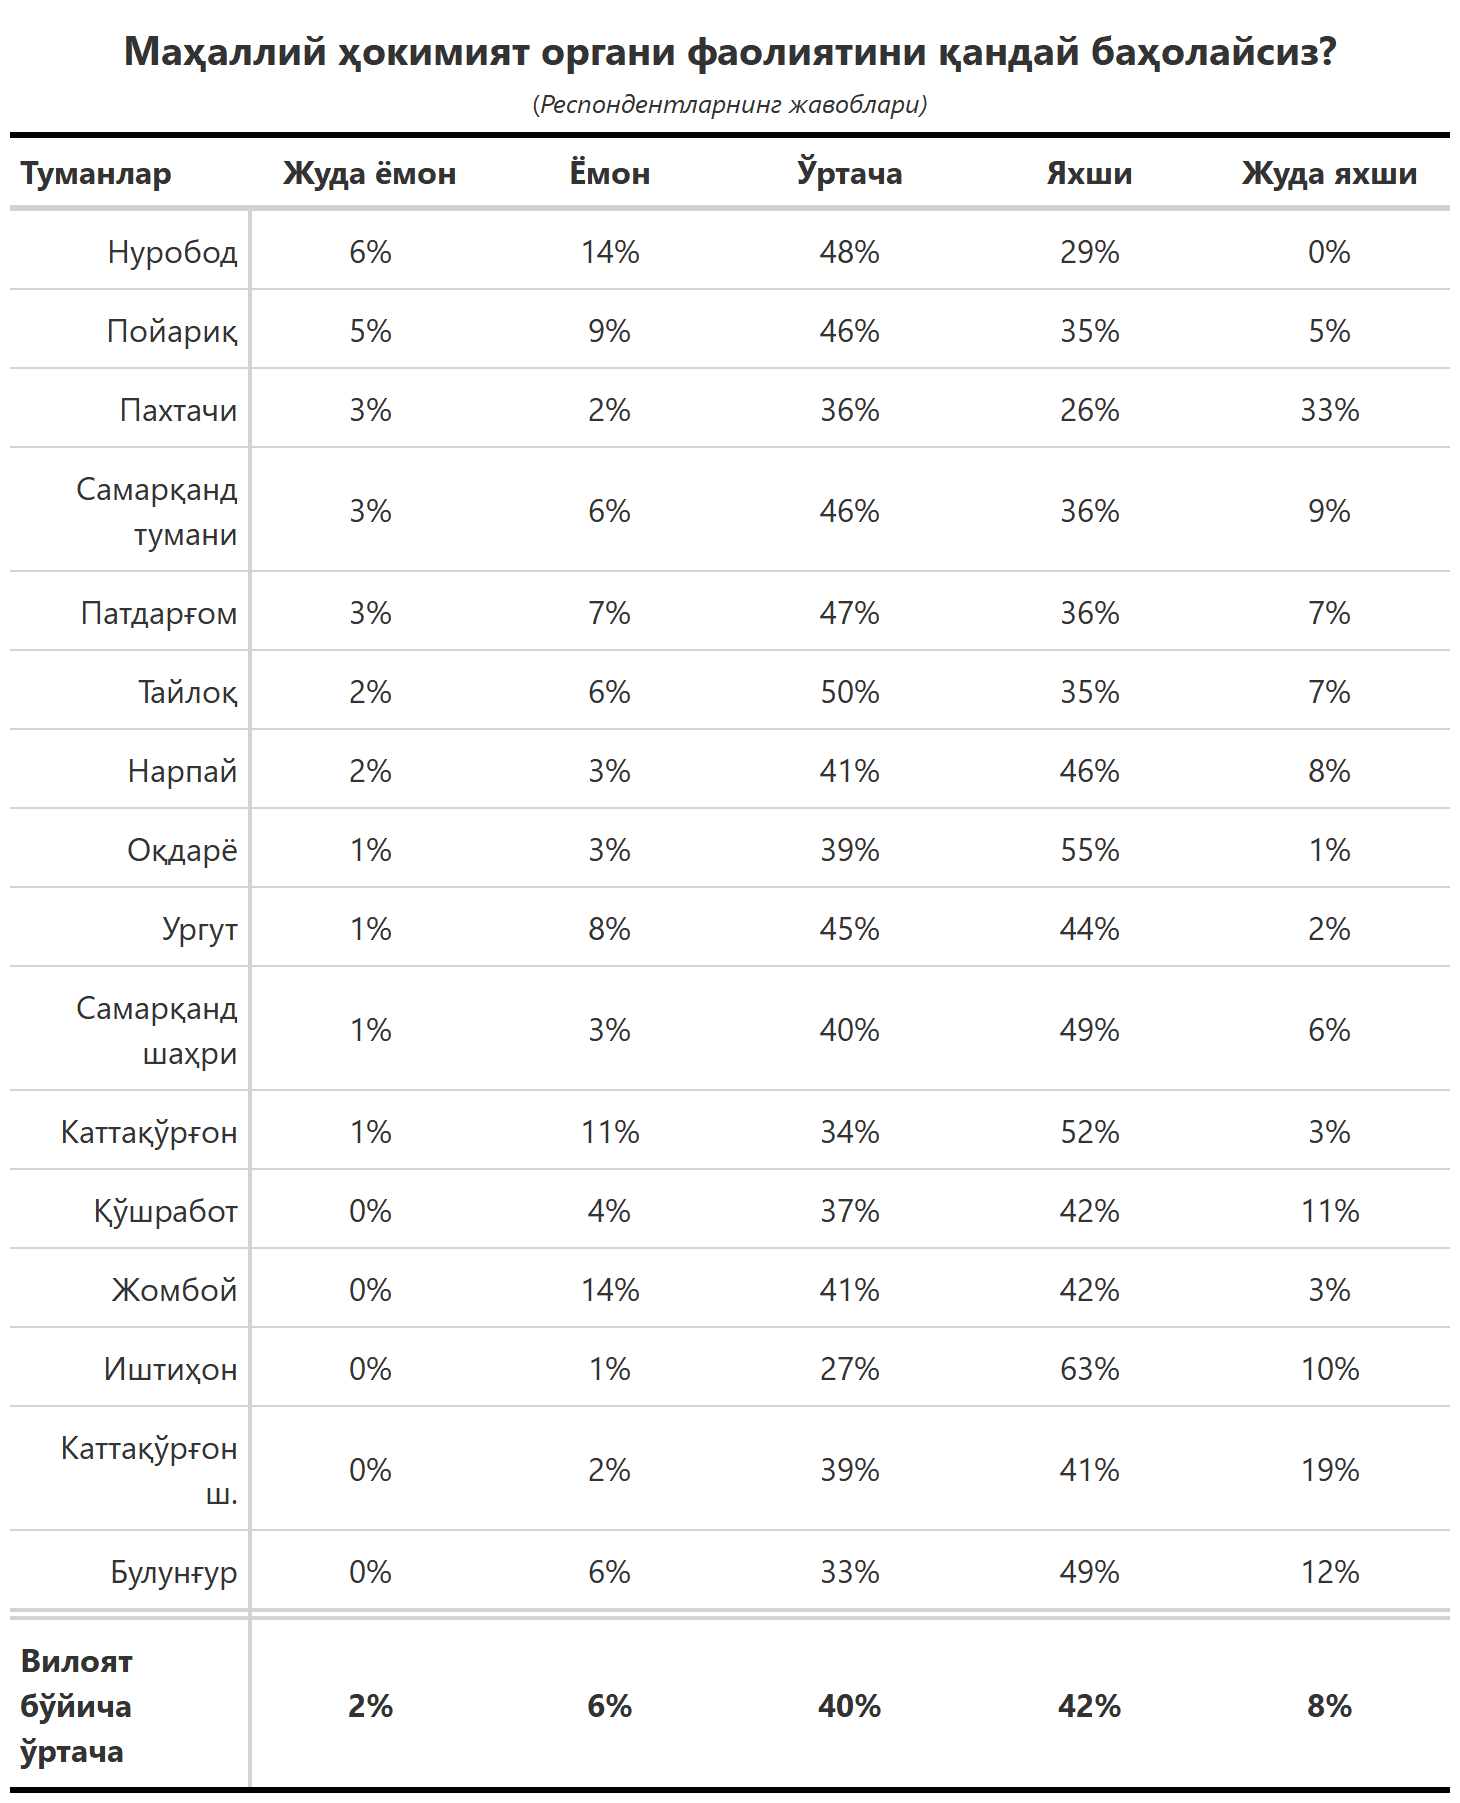 Маҳаллий ҳокимият органи фаолиятини қандай баҳолайсиз?
(Респондентларнинг жавоблари)
Туманлар Жуда ёмон Ёмон Ўртача Яхши Жуда яхши
Нуробод 6% 14% 48% 29% 0%
Пойариқ 5% 9% 46% 35% 5%
Пахтачи 3% 2% 36% 26% 33%
Самарқанд
тумани 3% 6% 46% 36% 9%
Патдарғом 3% 7% 47% 36% 7%
Тайлоқ 2% 6% 50% 35% 7%
Нарпай 2% 3% 41% 46% 8%
Оқдарё 1% 3% 39% 55% 1%
Ургут 1% 8% 45% 44% 2%
Самарқанд
шаҳри 1% 3% 40% 49% 6%
Каттақўрғон 1% 11% 34% 52% 3%
Қўшработ 0% 4% 37% 42% 11%
Жомбой 0% 14% 41% 42% 3%
Иштиҳон 0% 1% 27% 63% 10%
Каттақўрғон
ш. 0% 2% 39% 41% 19%
Булунғур 0% 6% 33% 49% 12%
Вилоят
бўйича 2% 6% 40% 42% 8%
ўртача